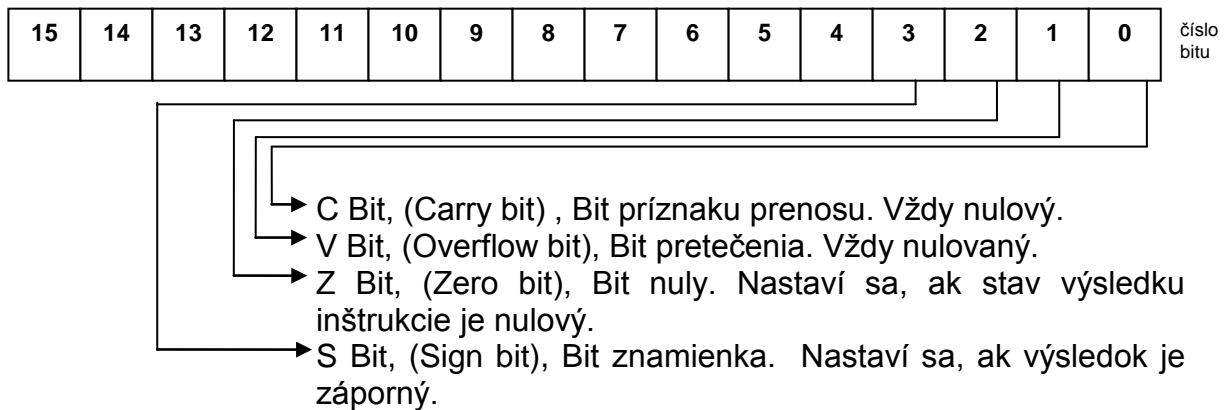 15 14 13 12 11 10 9 8 7 6 5 4 3 2 1 0 číslo
bitu
C Bit, (Carry bit) , Bit príznaku prenosu. Vždy nulový.
V Bit, (Overflow bit), Bit pretečenia. Vždy nulovaný.
Z Bit, (Zero bit), Bit nuly. Nastaví sa, ak stav výsledku
inštrukcie je nulový.
S Bit, (Sign bit), Bit znamienka. Nastaví sa, ak výsledok je
záporný.